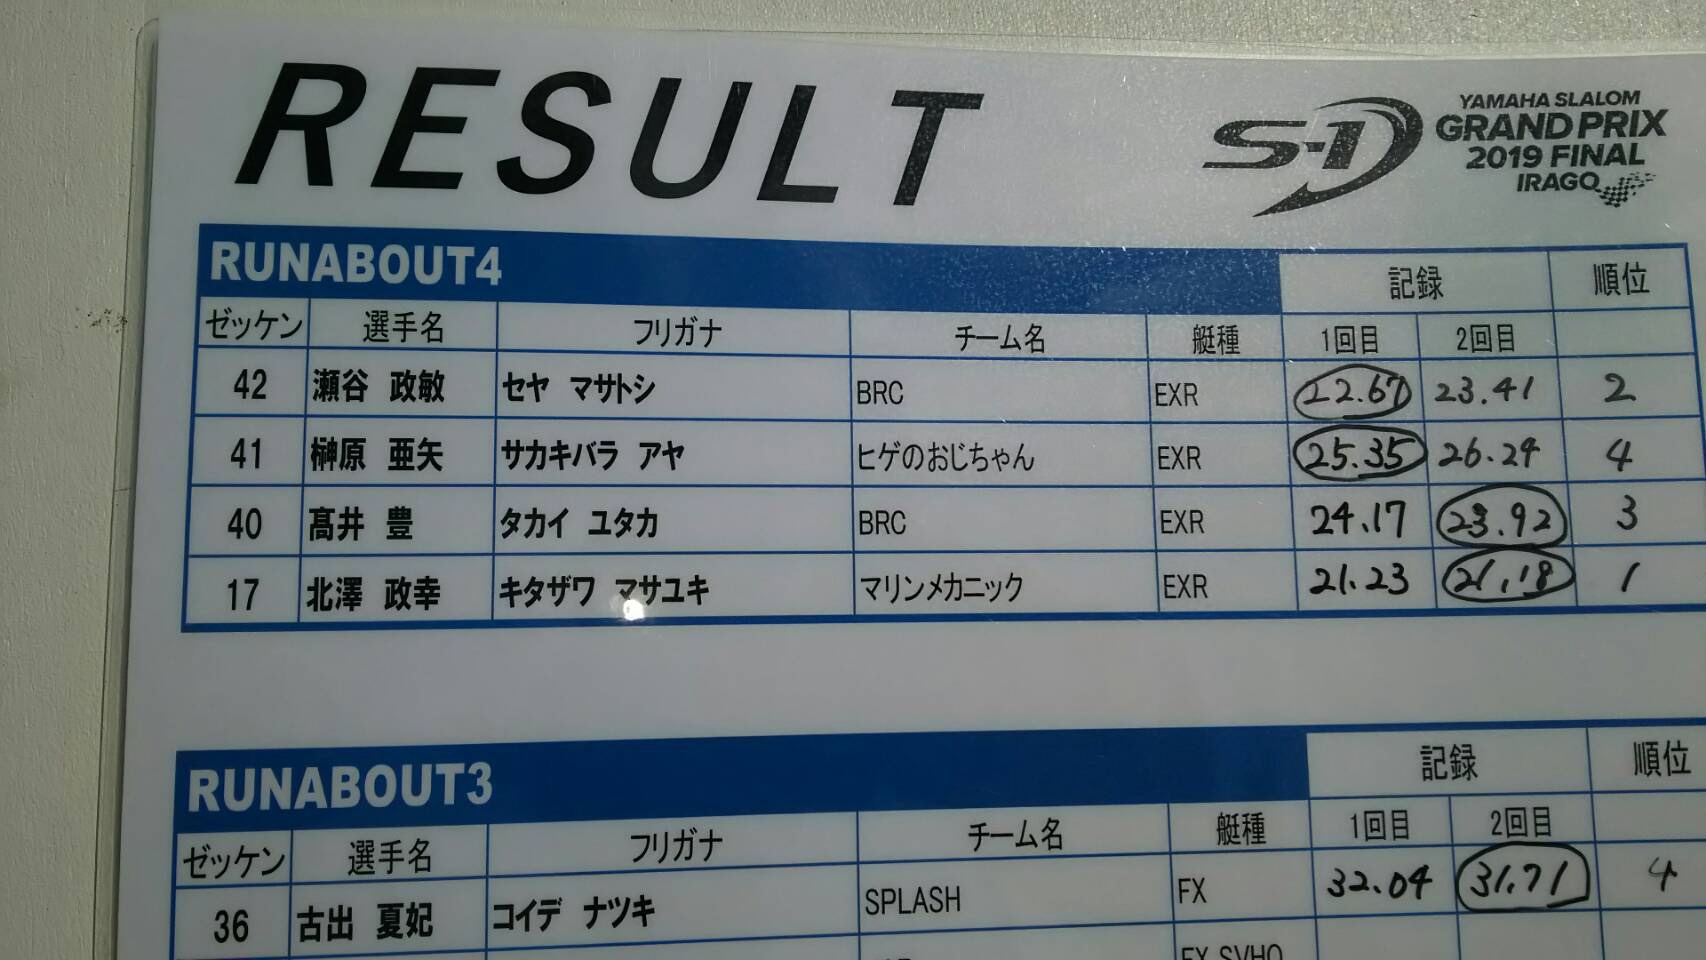 RESULT
S-1
YAMAHA SLALOM
GRAND PRIX
2019 FINAL
IRAGO
RUNABOUT4 記録 順位
ゼッケン 選手名 フリガナ チーム名 艇種 1回目 2回目
42 瀬谷 政敏 セヤ マサトシ BRC EXR 22.67 23.41 2
41 榊原 亜矢 サカキバラ アヤ ヒゲのおじちゃん EXR 25.35 26.24 4
40 髙井 豊 タカイ ユタカ BRC EXR 24.17 23.92 3
17 北澤 政幸 キタザワ マサユキ マリンメカニック EXR 21.23 21.18 1
RUNABOUT3 記録 順位
ゼッケン 選手名 フリガナ チーム名 艇種 1回目 2回目
36 古出 夏妃 コイデ ナツキ SPLASH FX 32.04 31.71 4
FX SVHO